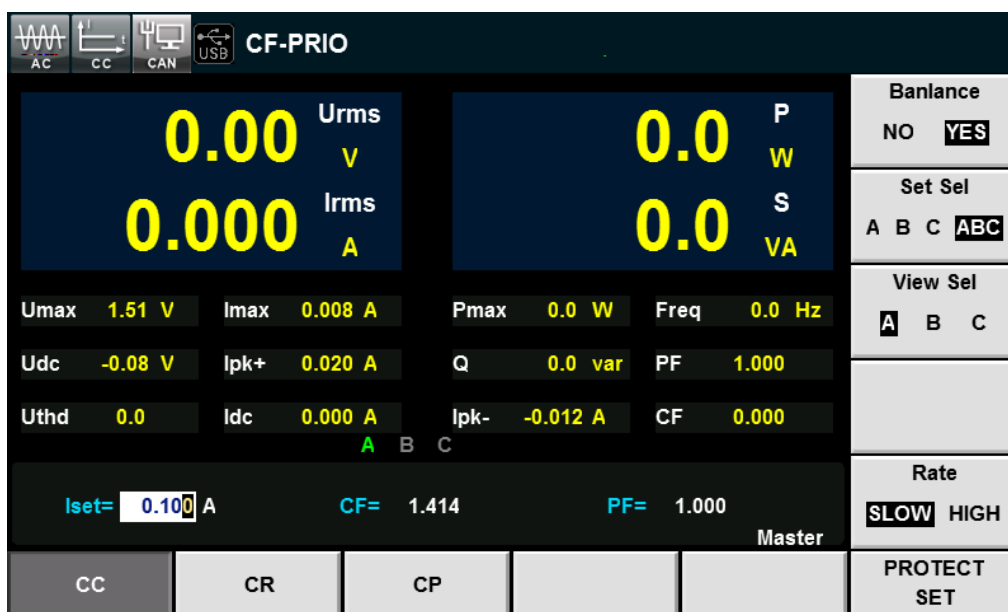 AC CC CAN USB CF-PRIO
0.00 Urms V
0.0 P W
0.000 Irms A
0.0 S VA
Umax 1.51 V Imax 0.008 A Pmax 0.0 W Freq 0.0 Hz
Udc -0.08 V Ipk+ 0.020 A Q 0.0 var PF 1.000
Uthd 0.0 Idc 0.000 A Ipk- -0.012 A CF 0.000
A B C
Iset= 0.100 A CF= 1.414 PF= 1.000
Master
CC CR CP
Banlance
NO YES
Set Sel
A B C ABC
View Sel
A B C
Rate
SLOW HIGH
PROTECT
SET